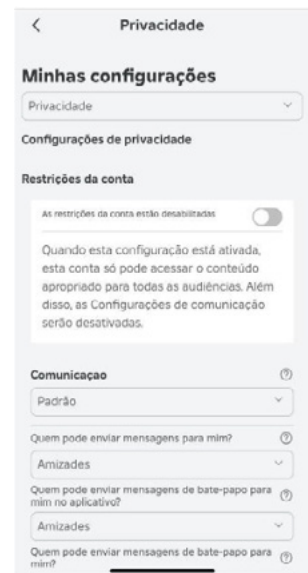 Privacidade
Minhas configurações
Privacidade
Configurações de privacidade
Restrições da conta
As restrições da conta estão desabilitadas
Quando esta configuração está ativada,
esta conta só pode acessar o conteúdo
apropriado para todas as audiências. Além
disso, as Configurações de comunicação
serão desativadas.
Comunicaçao
Padrão
Quem pode enviar mensagens para mim?
Amizades
Quem pode enviar mensagens de bate-papo para
mim no aplicativo?
Amizades
Quem pode enviar mensagens de bate-papo para
mim?